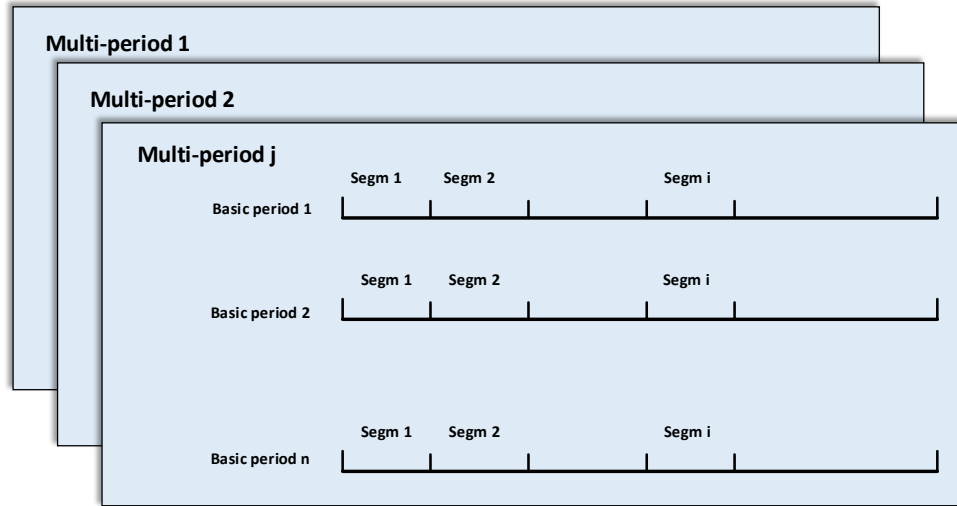 Multi-period 1
Multi-period 2
Multi-period j
Segm 1 Segm 2 Segm i
Basic period 1
Segm 1 Segm 2 Segm i
Basic period 2
Segm 1 Segm 2 Segm i
Basic period n